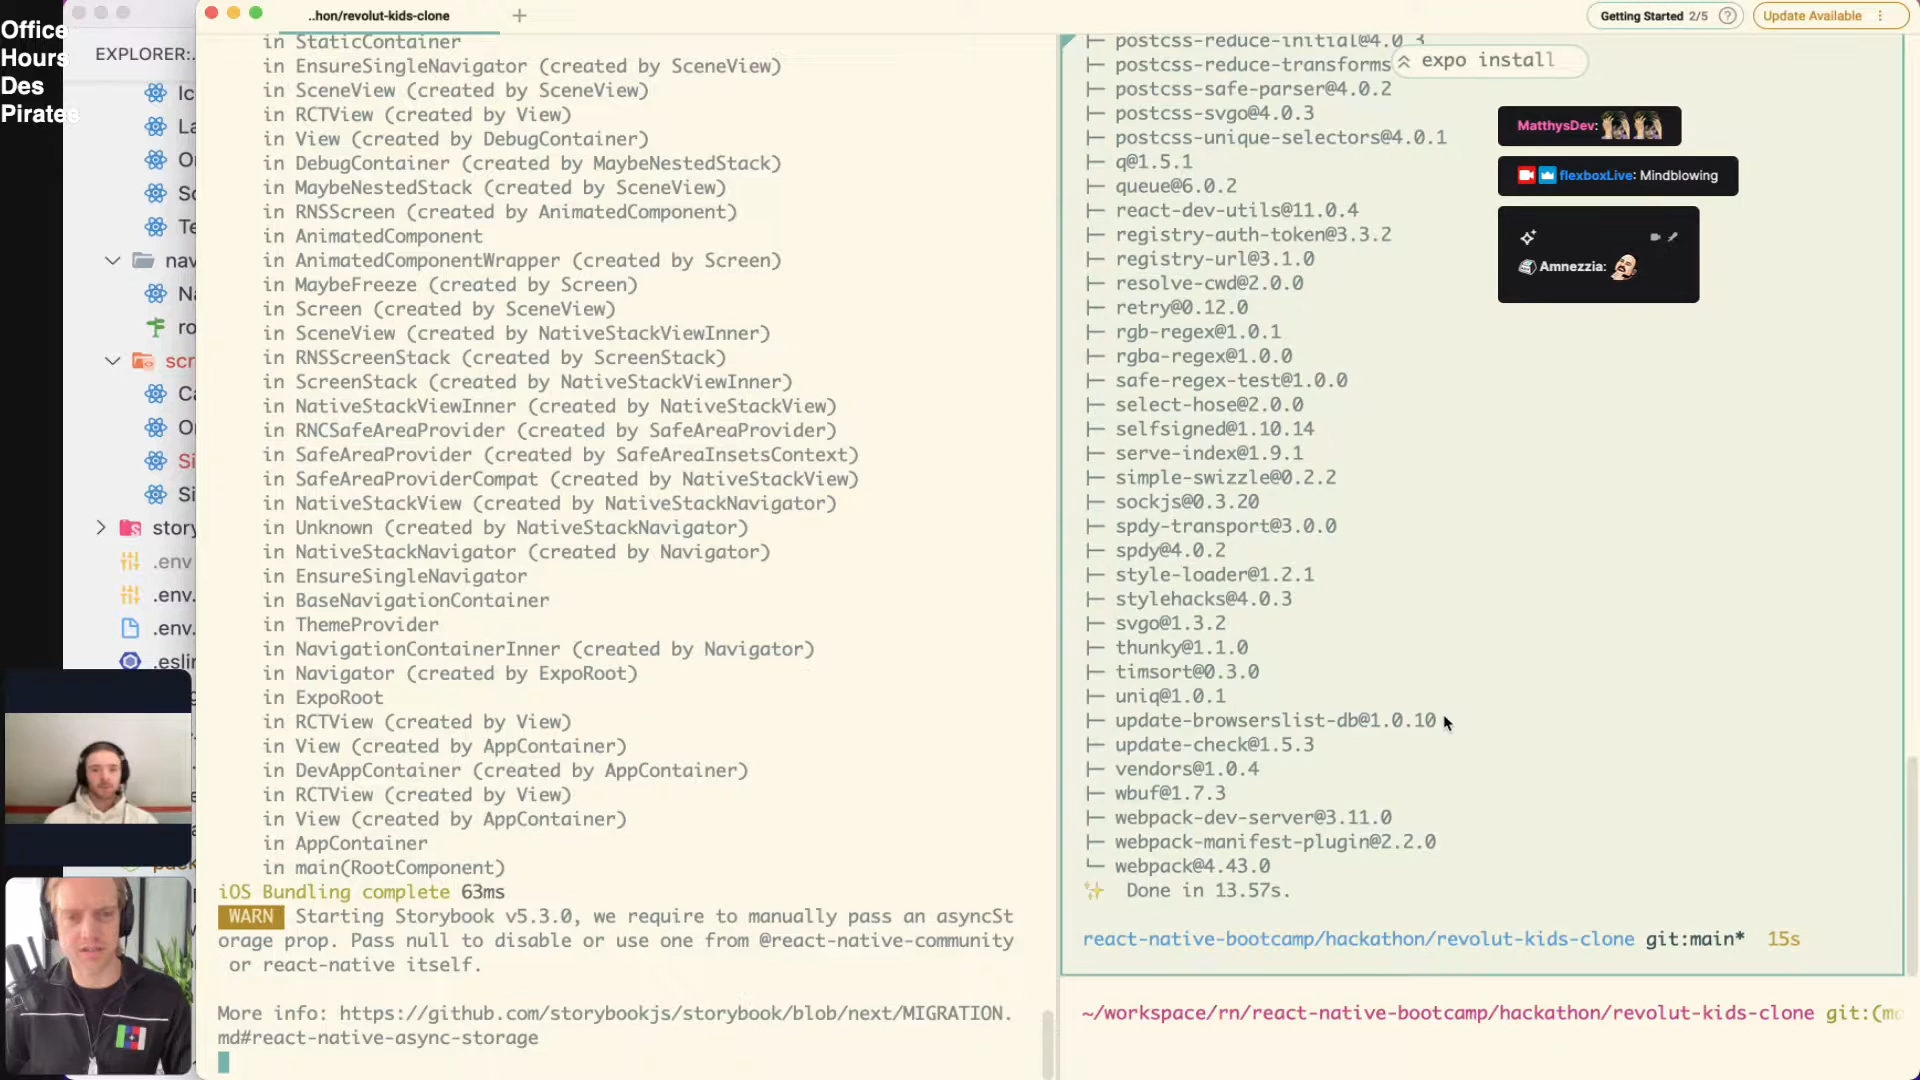 Office
Hours
Des
Pirates
EXPLORER:..
Ic
La
O
Sc
Te
nav
Na
ro
scr
Ca
O
Si
Si
story
.env
.env.
.env.
.eslin
..hon/revolut-kids-clone
+
Getting Started 2/5
Update Available
in StaticContainer
in EnsureSingleNavigator (created by SceneView)
in SceneView (created by SceneView)
in RCTView (created by View)
in View (created by DebugContainer)
in DebugContainer (created by MaybeNestedStack)
in MaybeNestedStack (created by SceneView)
in RNSScreen (created by AnimatedComponent)
in AnimatedComponent
in AnimatedComponentWrapper (created by Screen)
in MaybeFreeze (created by Screen)
in Screen (created by SceneView)
in SceneView (created by NativeStackViewInner)
in RNSScreenStack (created by ScreenStack)
in ScreenStack (created by NativeStackViewInner)
in NativeStackViewInner (created by NativeStackView)
in RNCSafeAreaProvider (created by SafeAreaProvider)
in SafeAreaProvider (created by SafeAreaInsetsContext)
in SafeAreaProviderCompat (created by NativeStackView)
in NativeStackView (created by NativeStackNavigator)
in Unknown (created by NativeStackNavigator)
in NativeStackNavigator (created by Navigator)
in EnsureSingleNavigator
in BaseNavigationContainer
in ThemeProvider
in NavigationContainerInner (created by Navigator)
in Navigator (created by ExpoRoot)
in ExpoRoot
in RCTView (created by View)
in View (created by AppContainer)
in DevAppContainer (created by AppContainer)
in RCTView (created by View)
in View (created by AppContainer)
in AppContainer
in main(RootComponent)
iOS Bundling complete 63ms
WARN Starting Storybook v5.3.0, we require to manually pass an asyncSt
orage prop. Pass null to disable or use one from @react-native-community
or react-native itself.
More info: https://github.com/storybookjs/storybook/blob/next/MIGRATION.
md#react-native-async-storage
├─ postcss-reduce-initial@4.0.3
├─ postcss-reduce-transforms
├─ postcss-safe-parser@4.0.2
├─ postcss-svgo@4.0.3
├─ postcss-unique-selectors@4.0.1
├─ q@1.5.1
├─ queue@6.0.2
├─ react-dev-utils@11.0.4
├─ registry-auth-token@3.3.2
├─ registry-url@3.1.0
├─ resolve-cwd@2.0.0
├─ retry@0.12.0
├─ rgb-regex@1.0.1
├─ rgba-regex@1.0.0
├─ safe-regex-test@1.0.0
├─ select-hose@2.0.0
├─ selfsigned@1.10.14
├─ serve-index@1.9.1
├─ simple-swizzle@0.2.2
├─ sockjs@0.3.20
├─ spdy-transport@3.0.0
├─ spdy@4.0.2
├─ style-loader@1.2.1
├─ stylehacks@4.0.3
├─ svgo@1.3.2
├─ thunky@1.1.0
├─ timsort@0.3.0
├─ uniq@1.0.1
├─ update-browserslist-db@1.0.10
├─ update-check@1.5.3
├─ vendors@1.0.4
├─ wbuf@1.7.3
├─ webpack-dev-server@3.11.0
├─ webpack-manifest-plugin@2.2.0
└─ webpack@4.43.0
✨ Done in 13.57s.
react-native-bootcamp/hackathon/revolut-kids-clone git:main* 15s
~/workspace/rn/react-native-bootcamp/hackathon/revolut-kids-clone git:(m
expo install
MatthysDev:
flexboxLive: Mindblowing
Amnezzia: